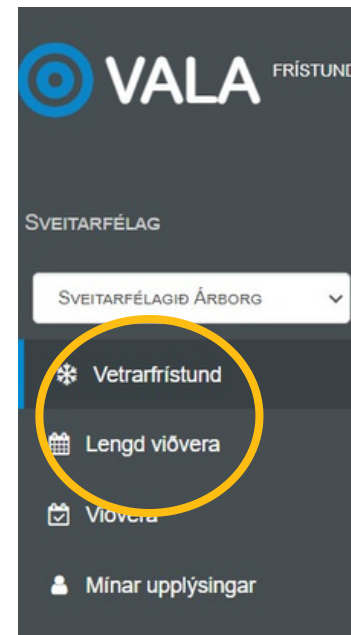 VALA FRÍSTUND
SVEITARFÉLAG
SVEITARFÉLAGIÐ ÁRBORG
Vetrarfrístund
Lengd viðvera
Viðvera
Mínar upplýsingar